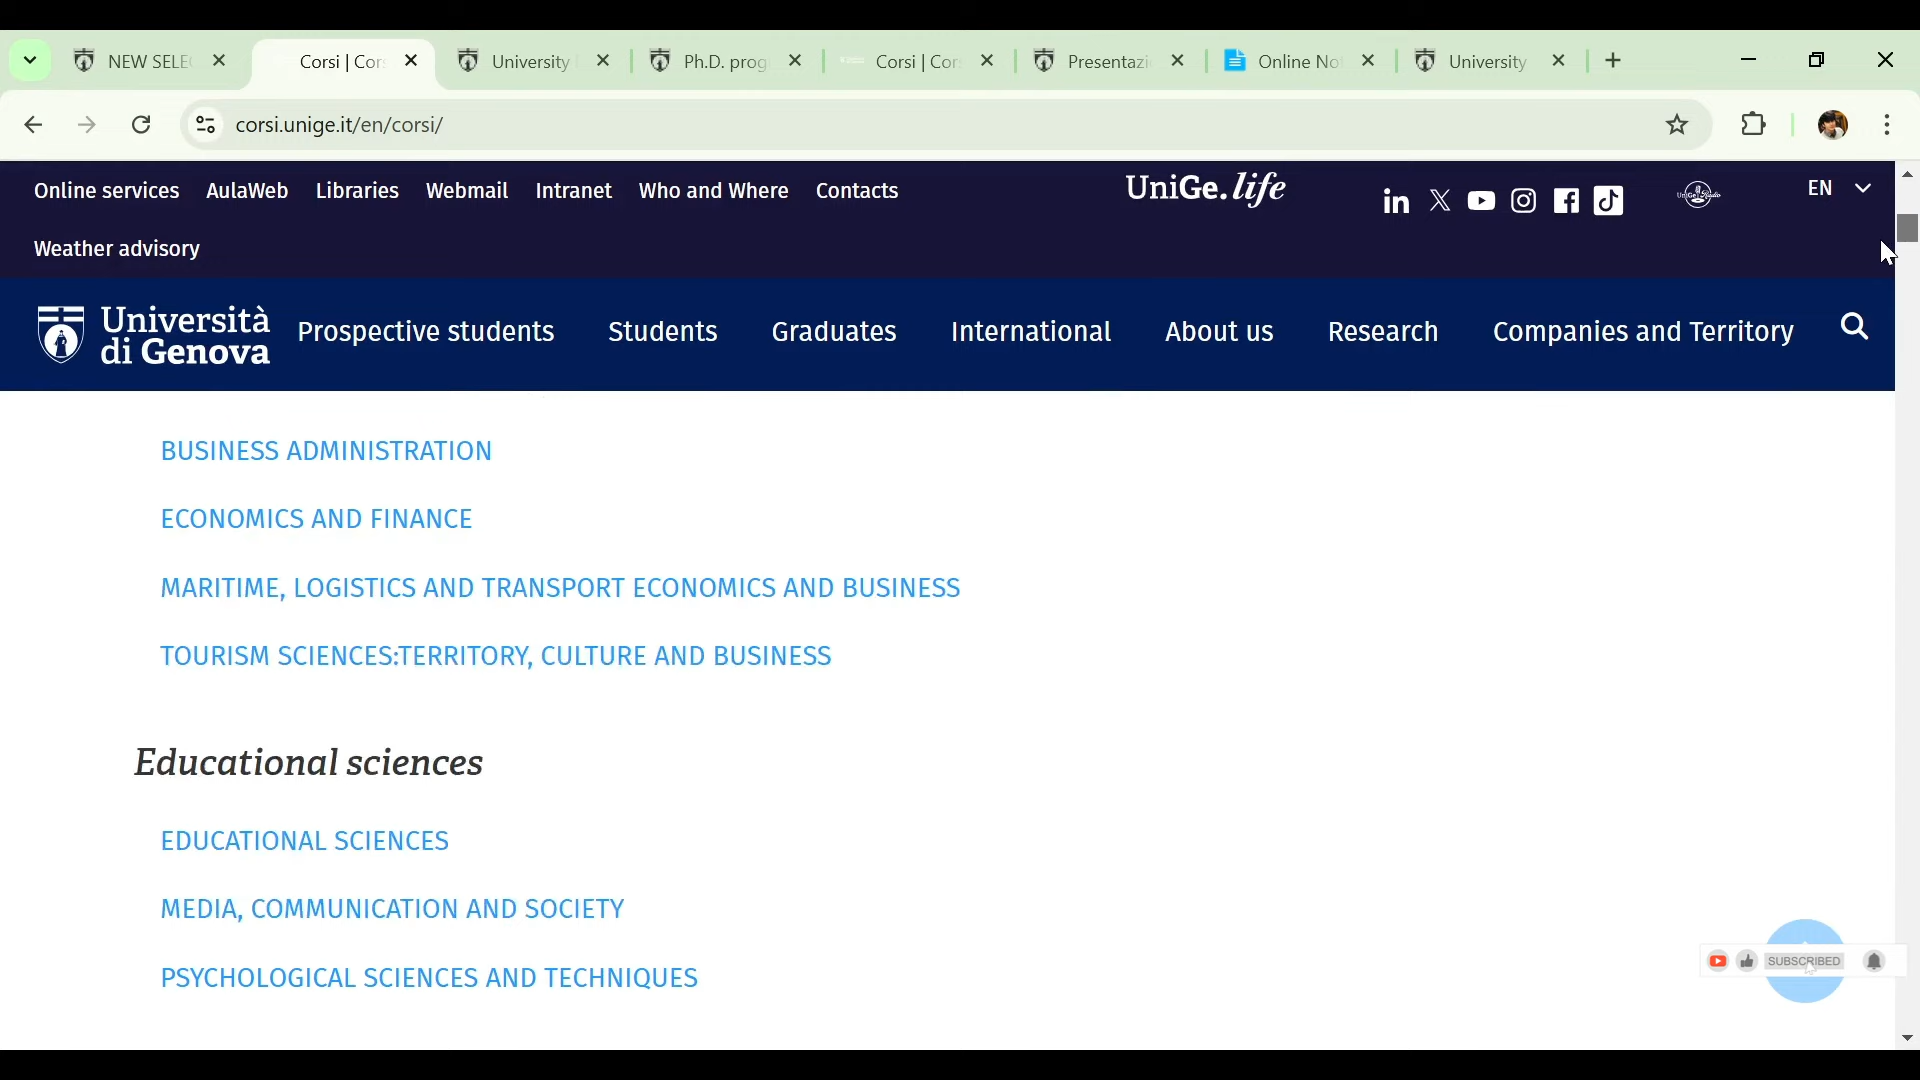 NEW SELE
Corsi | Cor
University
Ph.D. prog
Corsi | Cor
Presentazi
Online No
University
corsi.unige.it/en/corsi/
Online services
AulaWeb
Libraries
Webmail
Intranet
Who and Where
Contacts
UniGe.life
EN
Weather advisory
Università
di Genova
Prospective students
Students
Graduates
International
About us
Research
Companies and Territory
BUSINESS ADMINISTRATION
ECONOMICS AND FINANCE
MARITIME, LOGISTICS AND TRANSPORT ECONOMICS AND BUSINESS
TOURISM SCIENCES:TERRITORY, CULTURE AND BUSINESS
Educational sciences
EDUCATIONAL SCIENCES
MEDIA, COMMUNICATION AND SOCIETY
PSYCHOLOGICAL SCIENCES AND TECHNIQUES
SUBSCRIBED